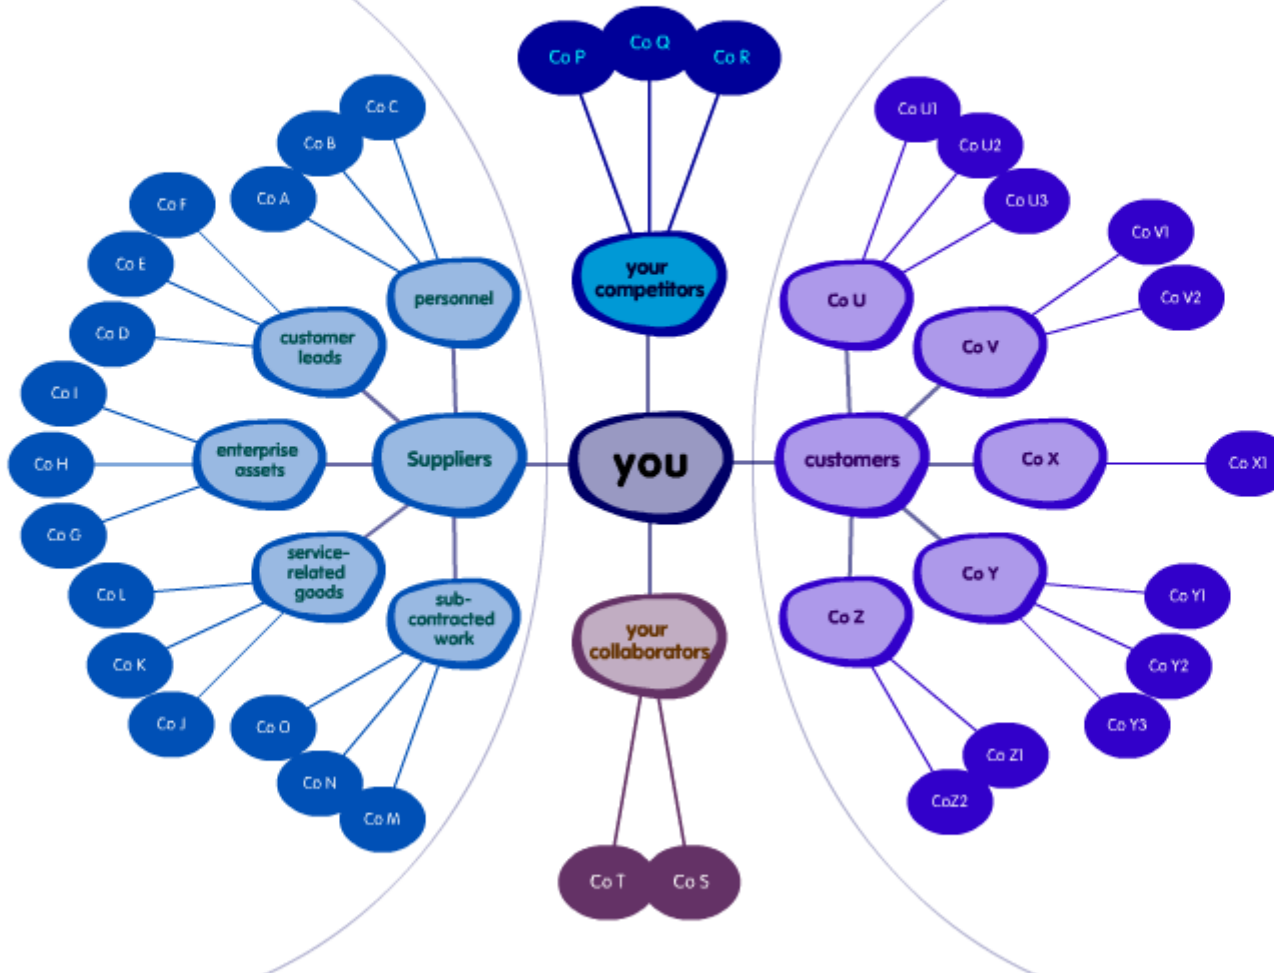 Co P
Co Q
Co R
Co C
Co B
Co A
Co F
Co E
Co D
Co I
Co H
Co G
Co L
Co K
Co J
Co O
Co N
Co M
personnel
customer
leads
enterprise
assets
service-
related
goods
sub-
contracted
work
Suppliers
your
competitors
you
your
collaborators
Co T
Co S
customers
Co U
Co V
Co X
Co Y
Co Z
Co U1
Co U2
Co U3
Co V1
Co V2
Co X1
Co Y1
Co Y2
Co Y3
Co Z1
CoZ2